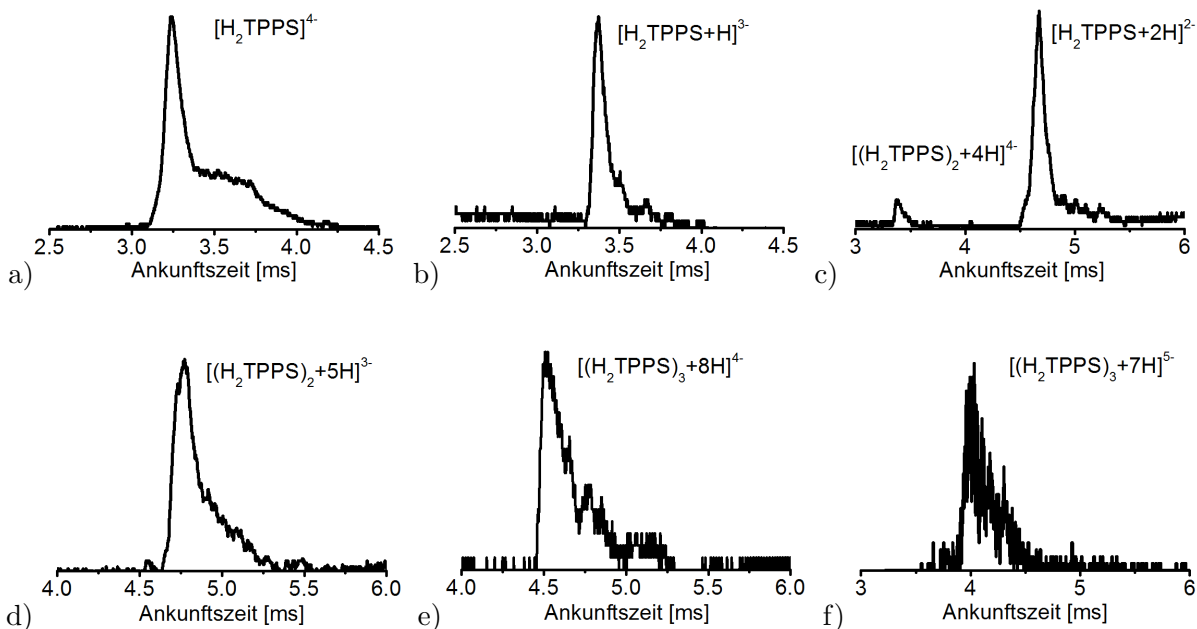 [H₂TPPS]⁴⁻
2.5 3.0 3.5 4.0 4.5
Ankunftszeit [ms]
a)
[H₂TPPS+H]³⁻
2.5 3.0 3.5 4.0 4.5
Ankunftszeit [ms]
b)
[H₂TPPS+2H]²⁻
[(H₂TPPS)₂+4H]⁴⁻
3 4 5 6
Ankunftszeit [ms]
c)
[(H₂TPPS)₂+5H]³⁻
4.0 4.5 5.0 5.5 6.0
Ankunftszeit [ms]
d)
[(H₂TPPS)₃+8H]⁴⁻
4.0 4.5 5.0 5.5 6.0
Ankunftszeit [ms]
e)
[(H₂TPPS)₃+7H]⁵⁻
3 4 5 6
Ankunftszeit [ms]
f)